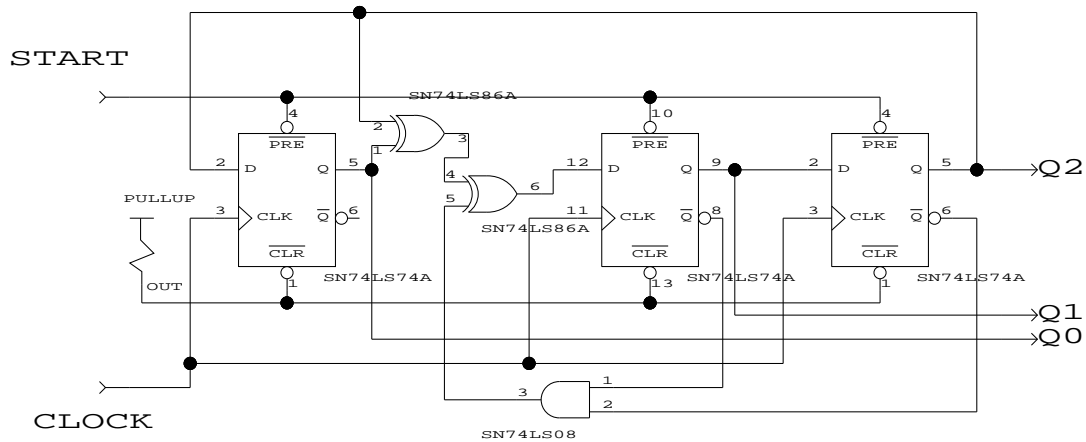 START
SN74LS86A
4
10
4
2
3
1
PRE
PRE
PRE
2
D
Q
5
4
12
D
Q
9
2
D
Q
5
Q2
6
5
PULLUP
3
CLK
Q
6
11
CLK
Q
8
3
CLK
Q
6
SN74LS86A
CLR
CLR
CLR
SN74LS74A
SN74LS74A
SN74LS74A
OUT
1
13
1
Q1
Q0
1
3
2
CLOCK
SN74LS08